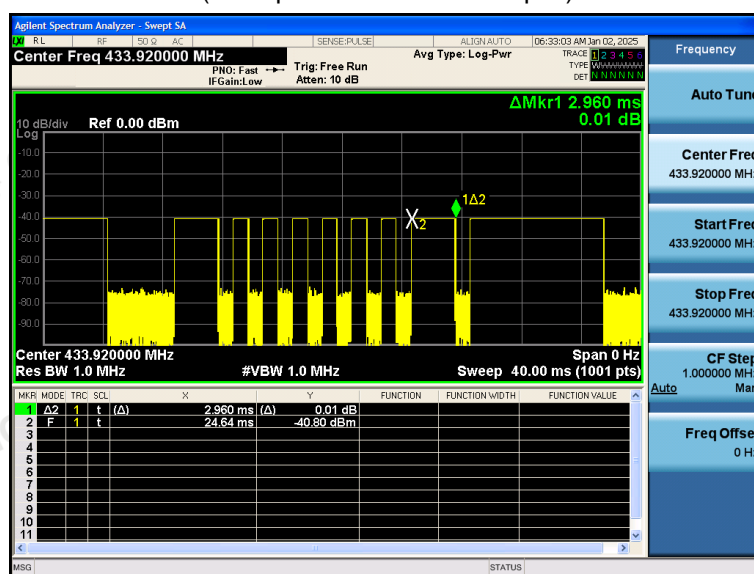 Agilent Spectrum Analyzer - Swept SA
LXI RL RF 50 Ω AC SENSE:PULSE ALIGNAUTO 06:33:03 AM Jan 02, 2025
Center Freq 433.920000 MHz
PNO: Fast
IFGain:Low
Trig: Free Run
Atten: 10 dB
Avg Type: Log-Pwr
TRACE 1 2 3 4 5 6
TYPE
DET N N N N N N
ΔMkr1 2.960 ms
0.01 dB
10 dB/div Ref 0.00 dBm
Log
-10.0
-20.0
-30.0
-40.0
-50.0
-60.0
-70.0
-80.0
-90.0
1Δ2
X2
Center 433.920000 MHz Span 0 Hz
Res BW 1.0 MHz #VBW 1.0 MHz Sweep 40.00 ms (1001 pts)
MKR MODE TRC SCL X Y FUNCTION FUNCTION WIDTH FUNCTION VALUE
1 Δ2 1 t (Δ) 2.960 ms (Δ) 0.01 dB
2 F 1 t 24.64 ms -40.80 dBm
3
4
5
6
7
8
9
10
11
MSG STATUS
Frequency
Auto Tune
Center Freq
433.920000 MHz
Start Freq
433.920000 MHz
Stop Freq
433.920000 MHz
CF Step
1.000000 MHz
Auto Man
Freq Offset
0 Hz